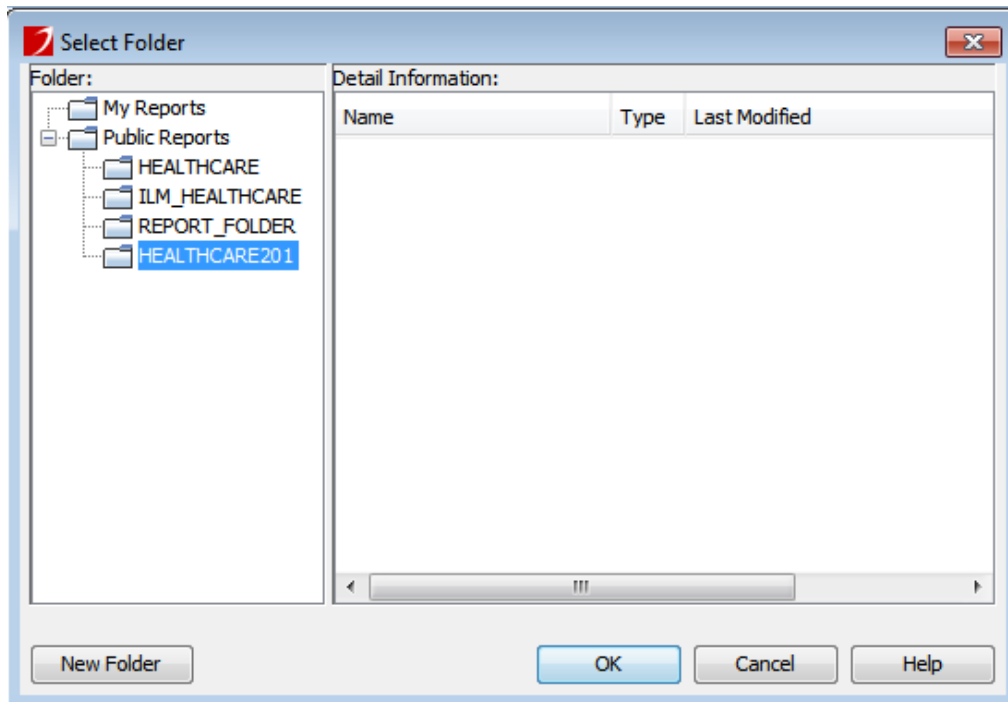 Select Folder
Folder:
My Reports
Public Reports
HEALTHCARE
ILM_HEALTHCARE
REPORT_FOLDER
HEALTHCARE201
Detail Information:
Name Type Last Modified
New Folder OK Cancel Help